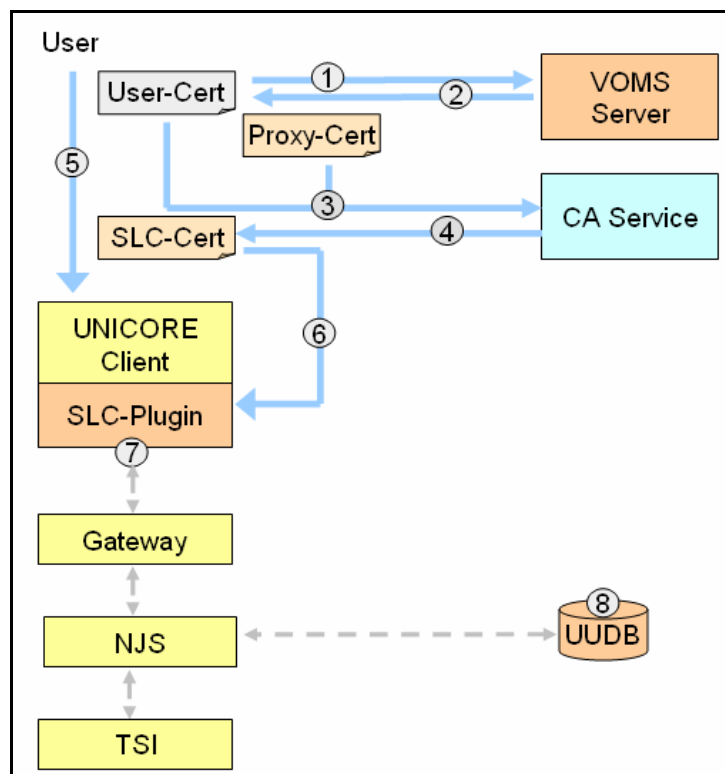 User
User-Cert
1
2
VOMS
Server
Proxy-Cert
5
3
SLC-Cert
4
CA Service
UNICORE
Client
6
SLC-Plugin
7
Gateway
8
UUDB
NJS
TSI